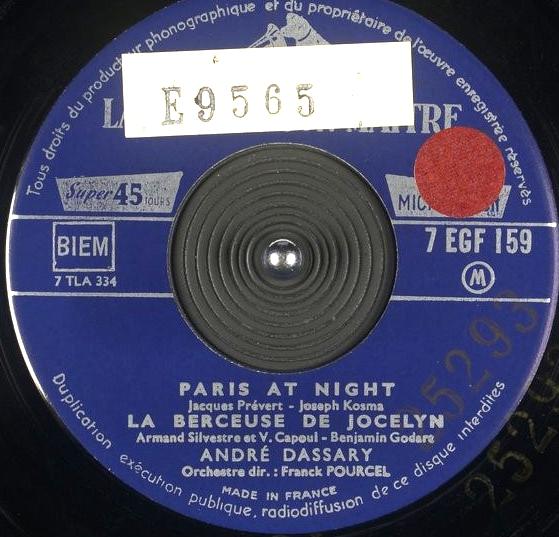 Tous droits du producteur phonographique et du propriétaire de l'œuvre enregistrée réservés
E9565
Super 45 TOURS
BIEM
7 TLA 334
7 EGF 159
M
PARIS AT NIGHT
Jacques Prévert - Joseph Kosma
LA BERCEUSE DE JOCELYN
Armand Silvestre et V. Capoul - Benjamin Godard
ANDRÉ DASSARY
Orchestre dir. : Franck POURCEL
MADE IN FRANCE
Duplication exécution publique, radiodiffusion de ce disque interdites